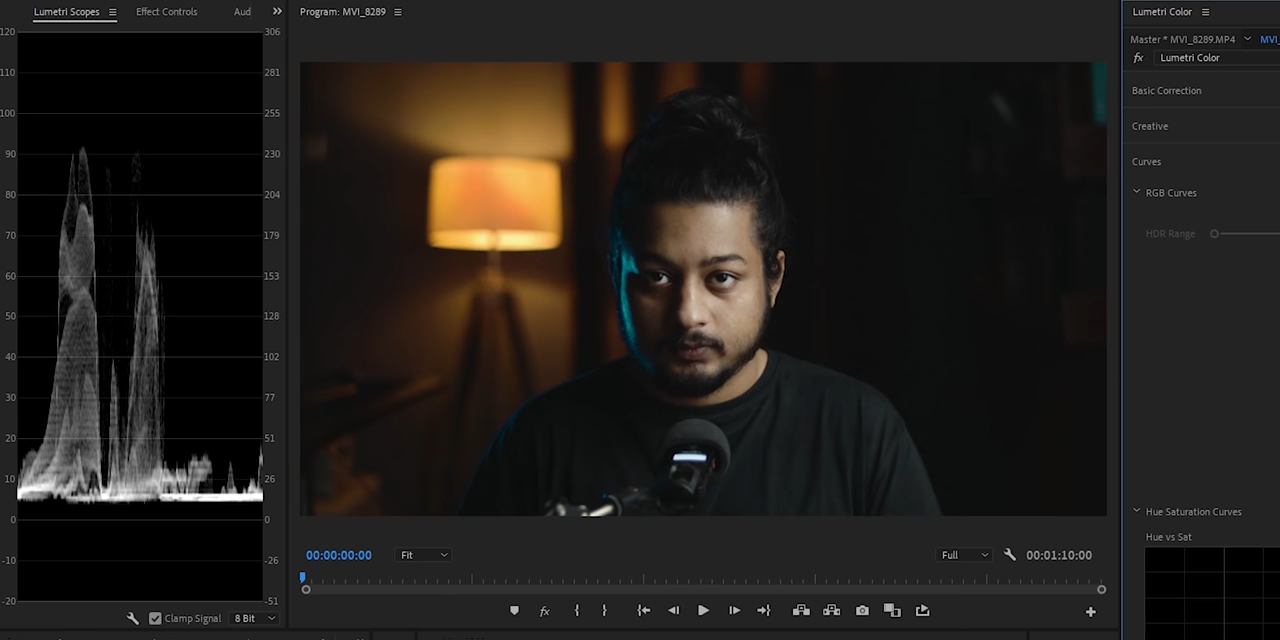 Lumetri Scopes
Effect Controls
Aud
Program: MVI_8289
Lumetri Color
Master * MVI_8289.MP4
MVI_
fx
Lumetri Color
Basic Correction
Creative
Curves
RGB Curves
HDR Range
Hue Saturation Curves
Hue vs Sat
120
110
100
90
80
70
60
50
40
30
20
10
0
-10
-20
306
281
255
230
204
179
153
128
102
77
51
26
0
-26
-51
Clamp Signal
8 Bit
00:00:00:00
Fit
Full
00:01:10:00
fx